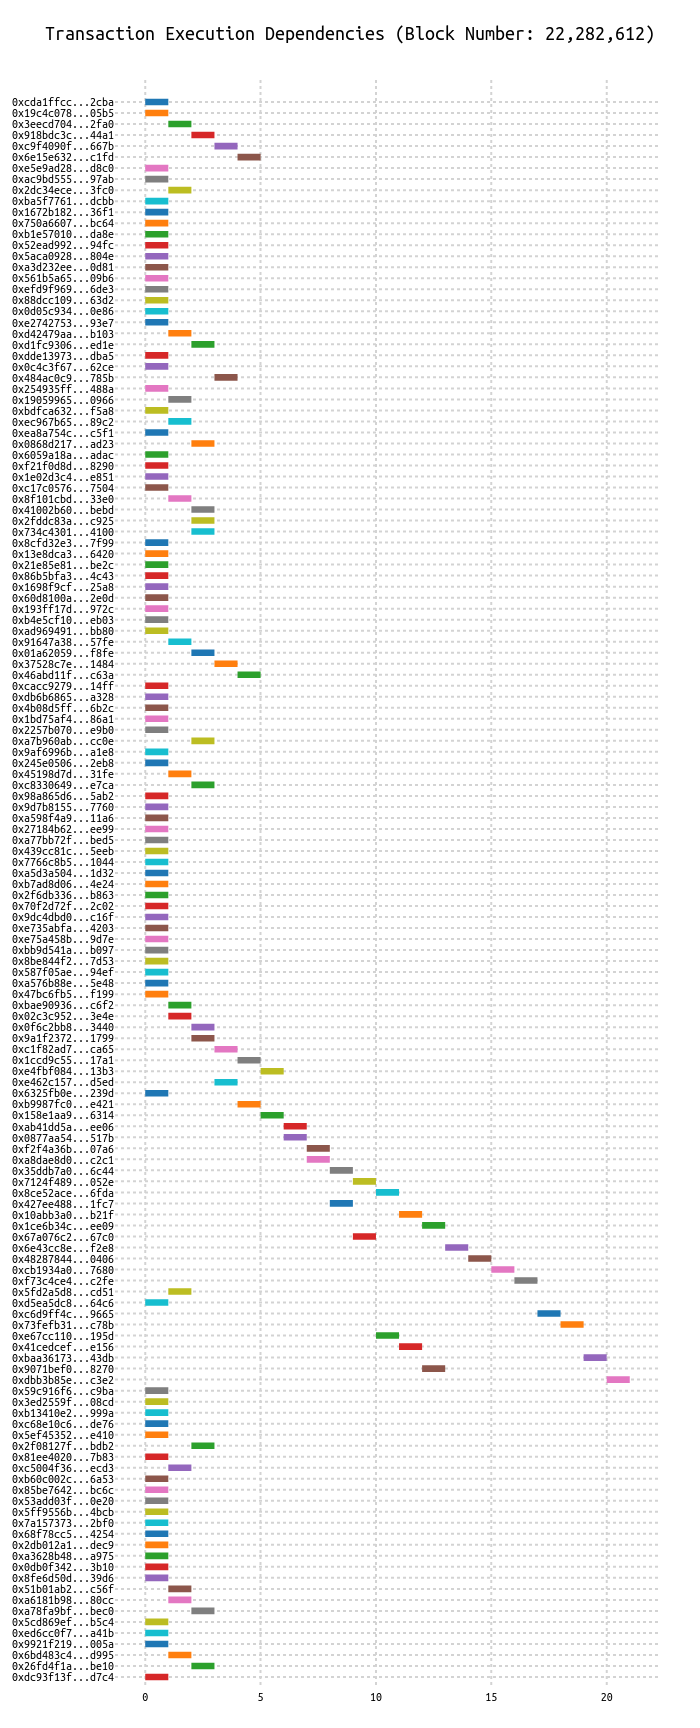 Transaction Execution Dependencies (Block Number: 22,282,612)
0xcda1ffcc...2cba
0x19c4c078...05b5
0x3eecd704...2fa0
0x918bdc3c...44a1
0xc9f4090f...667b
0x6e15e632...c1fd
0xe5e9ad28...d8c0
0xac9bd555...97ab
0x2dc34ece...3fc0
0xba5f7761...dcbb
0x1672b182...36f1
0x750a6607...bc64
0xb1e57010...da8e
0x52ead992...94fc
0x5aca0928...804e
0xa3d232ee...0d81
0x561b5a65...09b6
0xefd9f969...6de3
0x88dcc109...63d2
0x0d05c934...0e86
0xe2742753...93e7
0xd42479aa...b103
0xd1fc9306...ed1e
0xdde13973...dba5
0x0c4c3f67...62ce
0x484ac0c9...785b
0x254935ff...488a
0x19059965...0966
0xbdfca632...f5a8
0xec967b65...89c2
0xea8a754c...c5f1
0x0868d217...ad23
0x6059a18a...adac
0xf21f0d8d...8290
0x1e02d3c4...e851
0xc17c0576...7504
0x8f101cbd...33e0
0x41002b60...bebd
0x2fddc83a...c925
0x734c4301...4100
0x8cfd32e3...7f99
0x13e8dca3...6420
0x21e85e81...be2c
0x86b5bfa3...4c43
0x1698f9cf...25a8
0x60d8100a...2e0d
0x193ff17d...972c
0xb4e5cf10...eb03
0xad969491...bb80
0x91647a38...57fe
0x01a62059...f8fe
0x37528c7e...1484
0x46abd11f...c63a
0xcacc9279...14ff
0xdb6b6865...a328
0x4b08d5ff...6b2c
0x1bd75af4...86a1
0x2257b070...e9b0
0xa7b960ab...cc0e
0x9af6996b...a1e8
0x245e0506...2eb8
0x45198d7d...31fe
0xc8330649...e7ca
0x98a865d6...5ab2
0x9d7b8155...7760
0xa598f4a9...11a6
0x27184b62...ee99
0xa77bb72f...bed5
0x439cc81c...5eeb
0x7766c8b5...1044
0xa5d3a504...1d32
0xb7ad8d06...4e24
0x2f6db336...b863
0x70f2d72f...2c02
0x9dc4dbd0...c16f
0xe735abfa...4203
0xe75a458b...9d7e
0xbb9d541a...b097
0x8be844f2...7d53
0x587f05ae...94ef
0xa576b88e...5e48
0x47bc6fb5...f199
0xbae90936...c6f2
0x02c3c952...3e4e
0x0f6c2bb8...3440
0x9a1f2372...1799
0xc1f82ad7...ca65
0x1ccd9c55...17a1
0xe4fbf084...13b3
0xe462c157...d5ed
0x6325fb0e...239d
0xb9987fc0...e421
0x158e1aa9...6314
0xab41dd5a...ee06
0x0877aa54...517b
0xf2f4a36b...07a6
0xa8dae8d0...c2c1
0x35ddb7a0...6c44
0x7124f489...052e
0x8ce52ace...6fda
0x427ee488...1fc7
0x10abb3a0...b21f
0x1ce6b34c...ee09
0x67a076c2...67c0
0x6e43cc8e...f2e8
0x48287844...0406
0xcb1934a0...7680
0xf73c4ce4...c2fe
0x5fd2a5d8...cd51
0xd5ea5dc8...64c6
0xc6d9ff4c...9665
0x73fefb31...c78b
0xe67cc110...195d
0x41cedcef...e156
0xbaa36173...43db
0x9071bef0...8270
0xdbb3b85e...c3e2
0x59c916f6...c9ba
0x3ed2559f...08cd
0xb13410e2...999a
0xc68e10c6...de76
0x5ef45352...e410
0x2f08127f...bdb2
0x81ee4020...7b83
0xc5004f36...ecd3
0xb60c002c...6a53
0x85be7642...bc6c
0x53add03f...0e20
0x5ff9556b...4bcb
0x7a157373...2bf0
0x68f78cc5...4254
0x2db012a1...dec9
0xa3628b48...a975
0x0db0f342...3b10
0x8fe6d50d...39d6
0x51b01ab2...c56f
0xa6181b98...80cc
0xa78fa9bf...bec0
0x5cd869ef...b5c4
0xed6cc0f7...a41b
0x9921f219...005a
0x6bd483c4...d995
0x26fd4f1a...be10
0xdc93f13f...d7c4
0 5 10 15 20